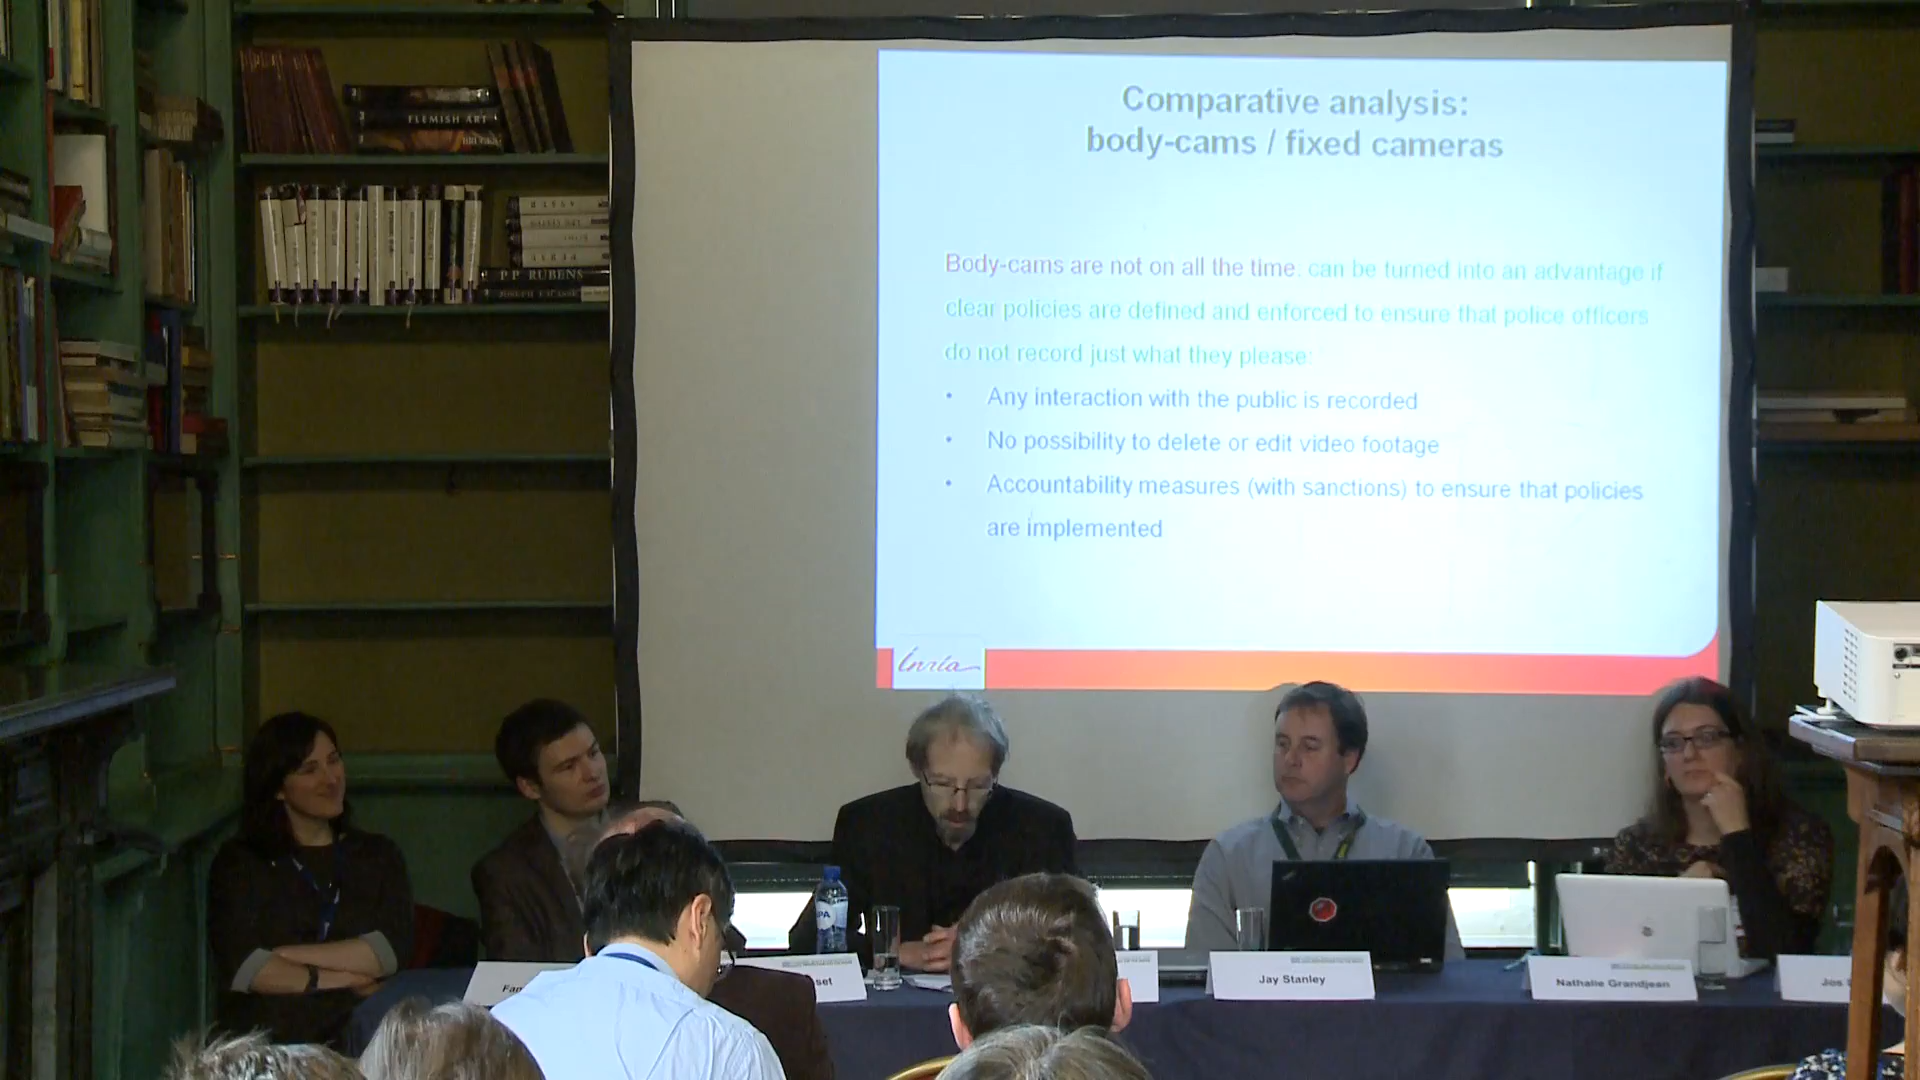 Comparative analysis:
body-cams / fixed cameras
Body-cams are not on all the time: can be turned into an advantage if
clear policies are defined and enforced to ensure that police officers
do not record just what they please:
• Any interaction with the public is recorded
• No possibility to delete or edit video footage
• Accountability measures (with sanctions) to ensure that policies
are implemented
inria
FLEMISH ART
P P RUBENS
Jay Stanley
Nathalie Grandjean
Jos